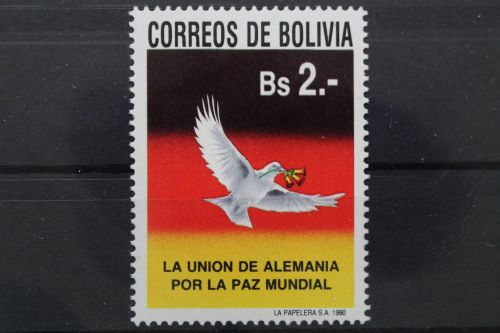 CORREOS DE BOLIVIA
Bs 2.-
LA UNION DE ALEMANIA
POR LA PAZ MUNDIAL
LA PAPELERA S.A. 1990